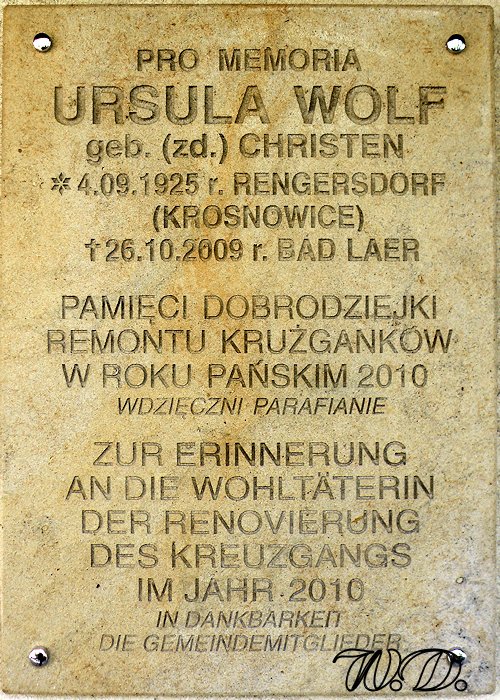 PRO MEMORIA
URSULA WOLF
geb. (zd.) CHRISTEN
✲ 4.09.1925 r. RENGERSDORF
(KROSNOWICE)
† 26.10.2009 r. BAD LAER
PAMIĘCI DOBRODZIEJKI
REMONTU KRUŻGANKÓW
W ROKU PAŃSKIM 2010
WDZIĘCZNI PARAFIANIE
ZUR ERINNERUNG
AN DIE WOHLTÄTERIN
DER RENOVIERUNG
DES KREUZGANGS
IM JAHR 2010
IN DANKBARKEIT
DIE GEMEINDEMITGLIEDER
W.D.